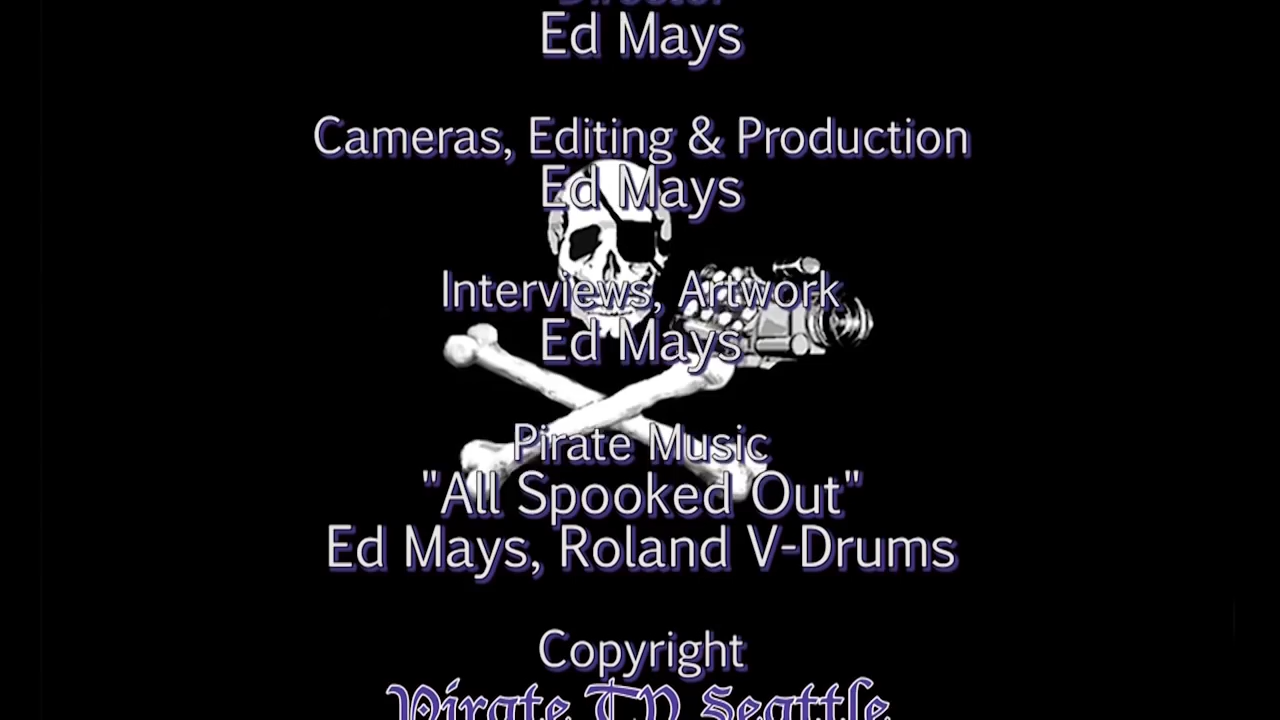 Director
Ed Mays
Cameras, Editing & Production
Ed Mays
Interviews, Artwork
Ed Mays
Pirate Music
"All Spooked Out"
Ed Mays, Roland V-Drums
Copyright
Pirate TV Seattle